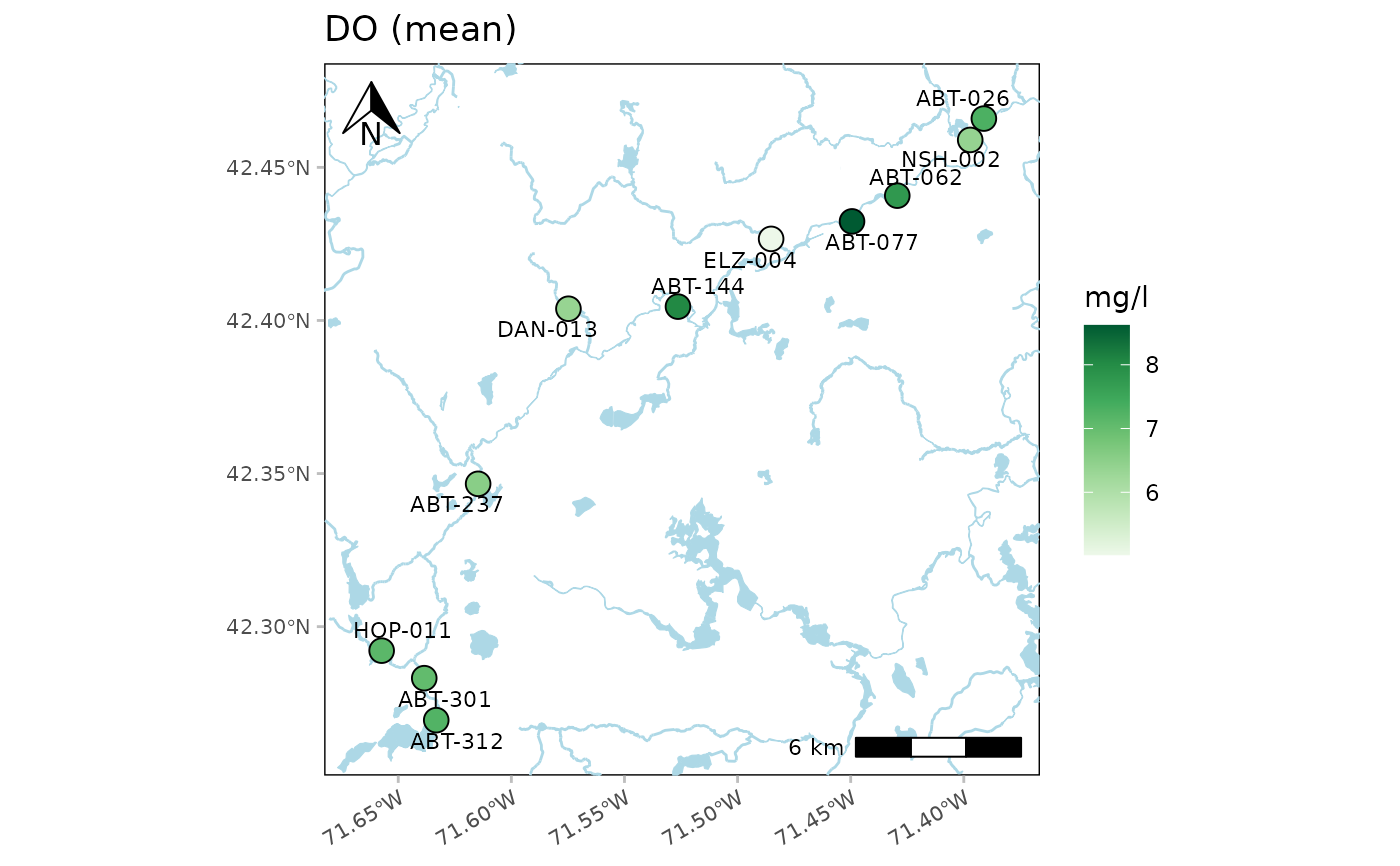 DO (mean)
N
ABT-026
NSH-002
ABT-062
ABT-077
ELZ-004
ABT-144
DAN-013
ABT-237
HOP-011
ABT-301
ABT-312
6 km
42.45°N
42.40°N
42.35°N
42.30°N
71.65°W
71.60°W
71.55°W
71.50°W
71.45°W
71.40°W
mg/l
8
7
6